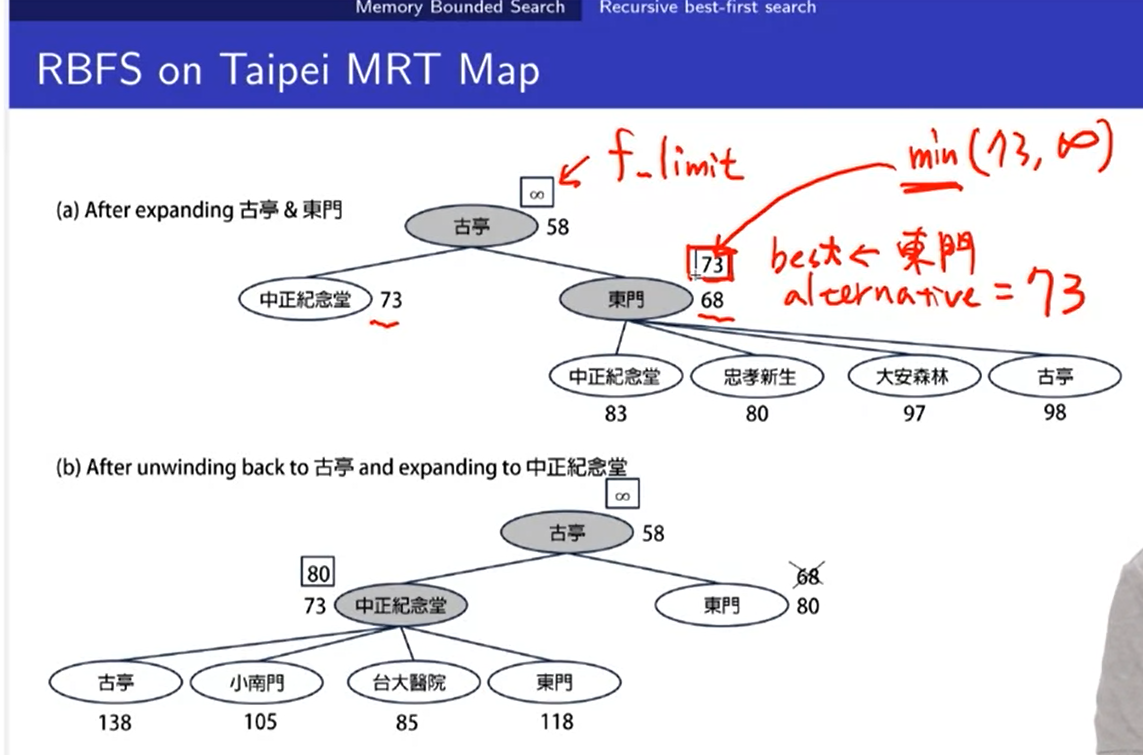 Memory Bounded Search Recursive best-first search
RBFS on Taipei MRT Map
f_limit
min(73, ∞)
(a) After expanding 古亭 & 東門
∞
古亭 58
73
best ← 東門
alternative = 73
中正紀念堂 73
東門 68
中正紀念堂 忠孝新生 大安森林 古亭
83 80 97 98
(b) After unwinding back to 古亭 and expanding to 中正紀念堂
∞
古亭 58
80
68
73 中正紀念堂
東門 80
古亭 小南門 台大醫院 東門
138 105 85 118